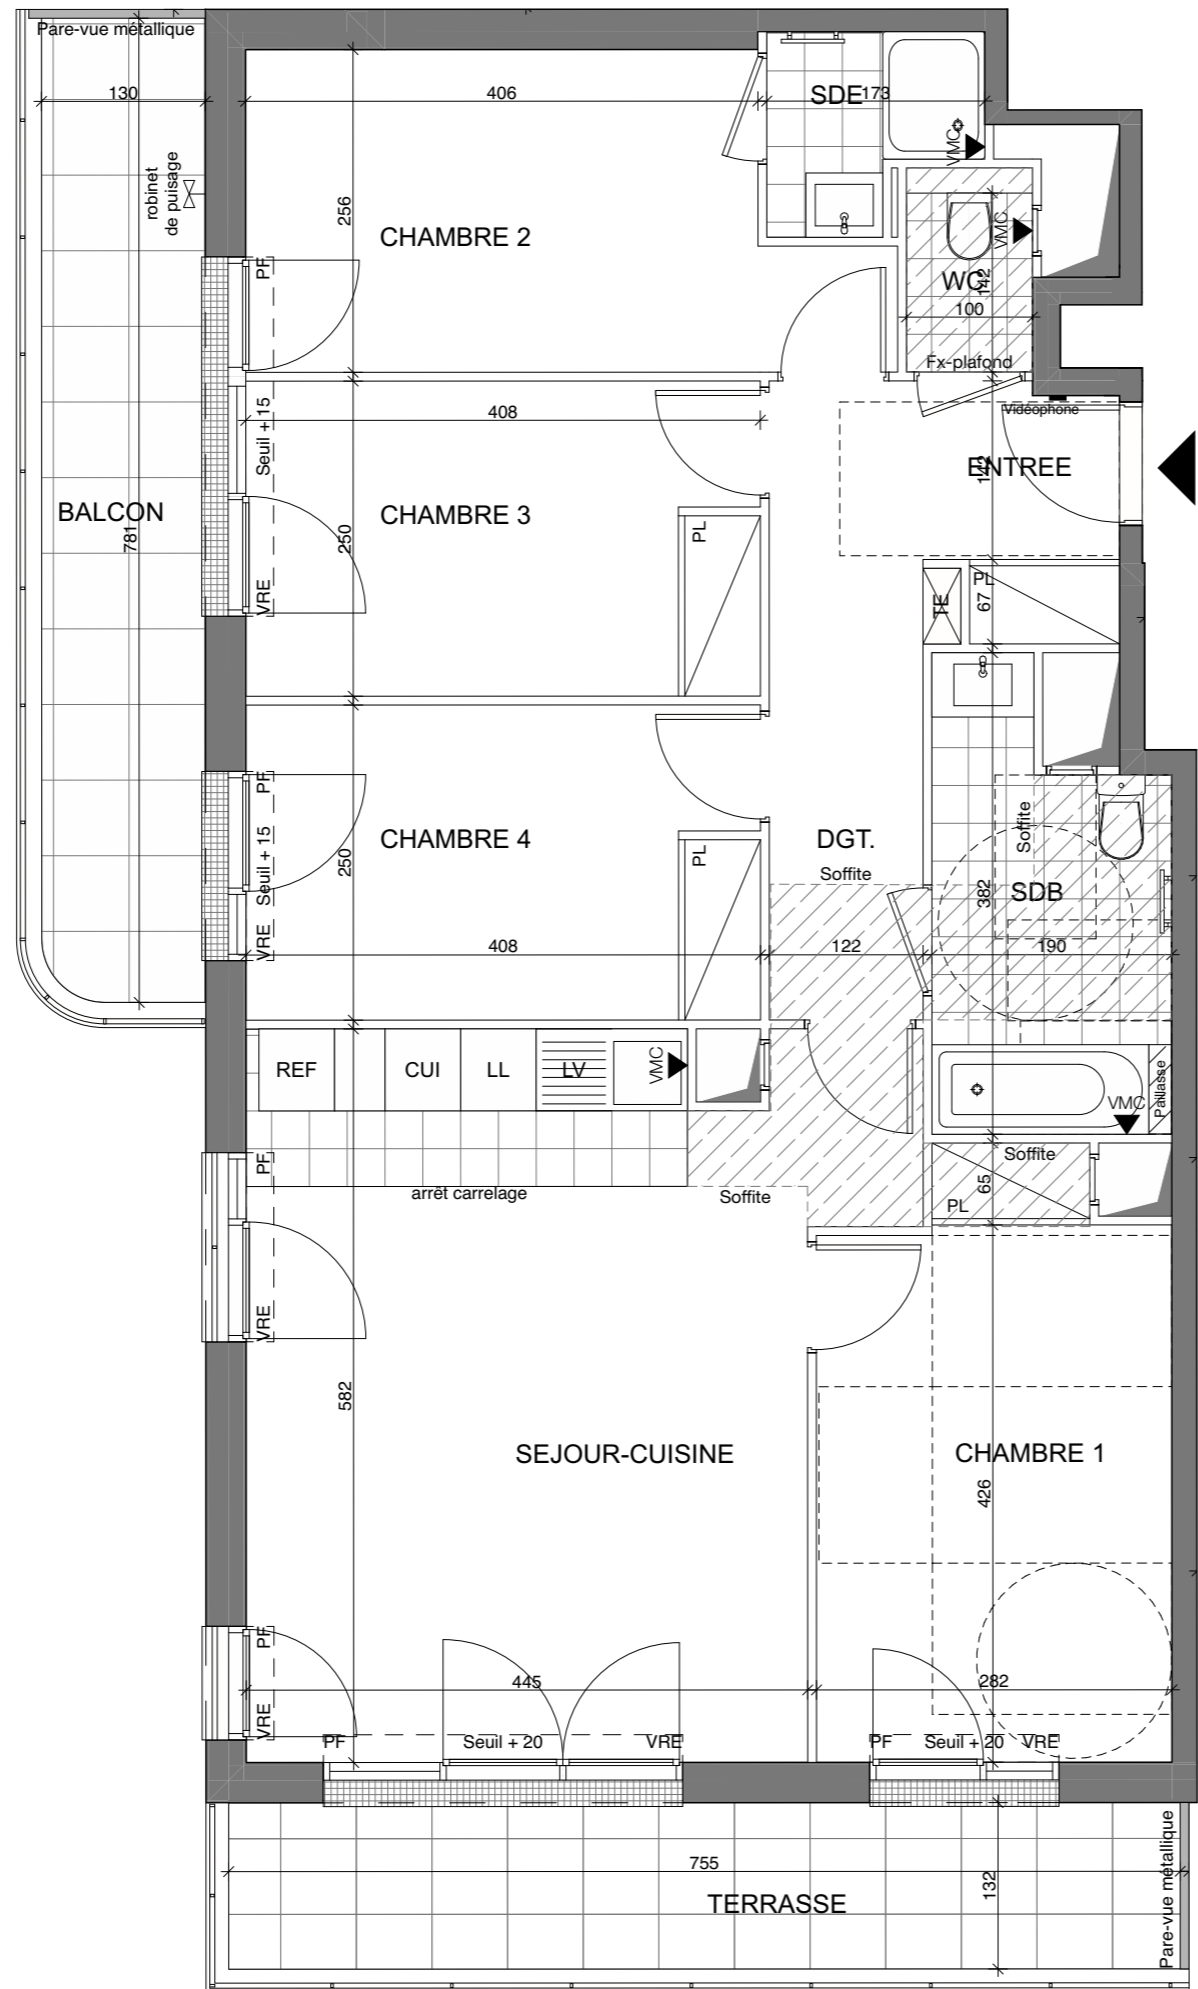 Pare-vue métallique
130
406
SDE
173
VMC
robinet
de puisage
256
CHAMBRE 2
VMC
WC
142
100
PF
Fx-plafond
Vidéophone
408
Seuil + 15
ENTREE
142
BALCON
781
CHAMBRE 3
250
PL
VRE
PL
TE
67
PF
CHAMBRE 4
250
Seuil + 15
PL
DGT.
Soffite
Soffite
382
SDB
VRE
408
122
190
REF
CUI
LL
LV
VMC
VMC
Paillasse
PF
arrêt carrelage
Soffite
Soffite
65
PL
VRE
582
SEJOUR-CUISINE
CHAMBRE 1
426
PF
445
282
VRE
PF
Seuil + 20
VRE
PF
Seuil + 20
VRE
755
132
TERRASSE
Pare-vue métallique